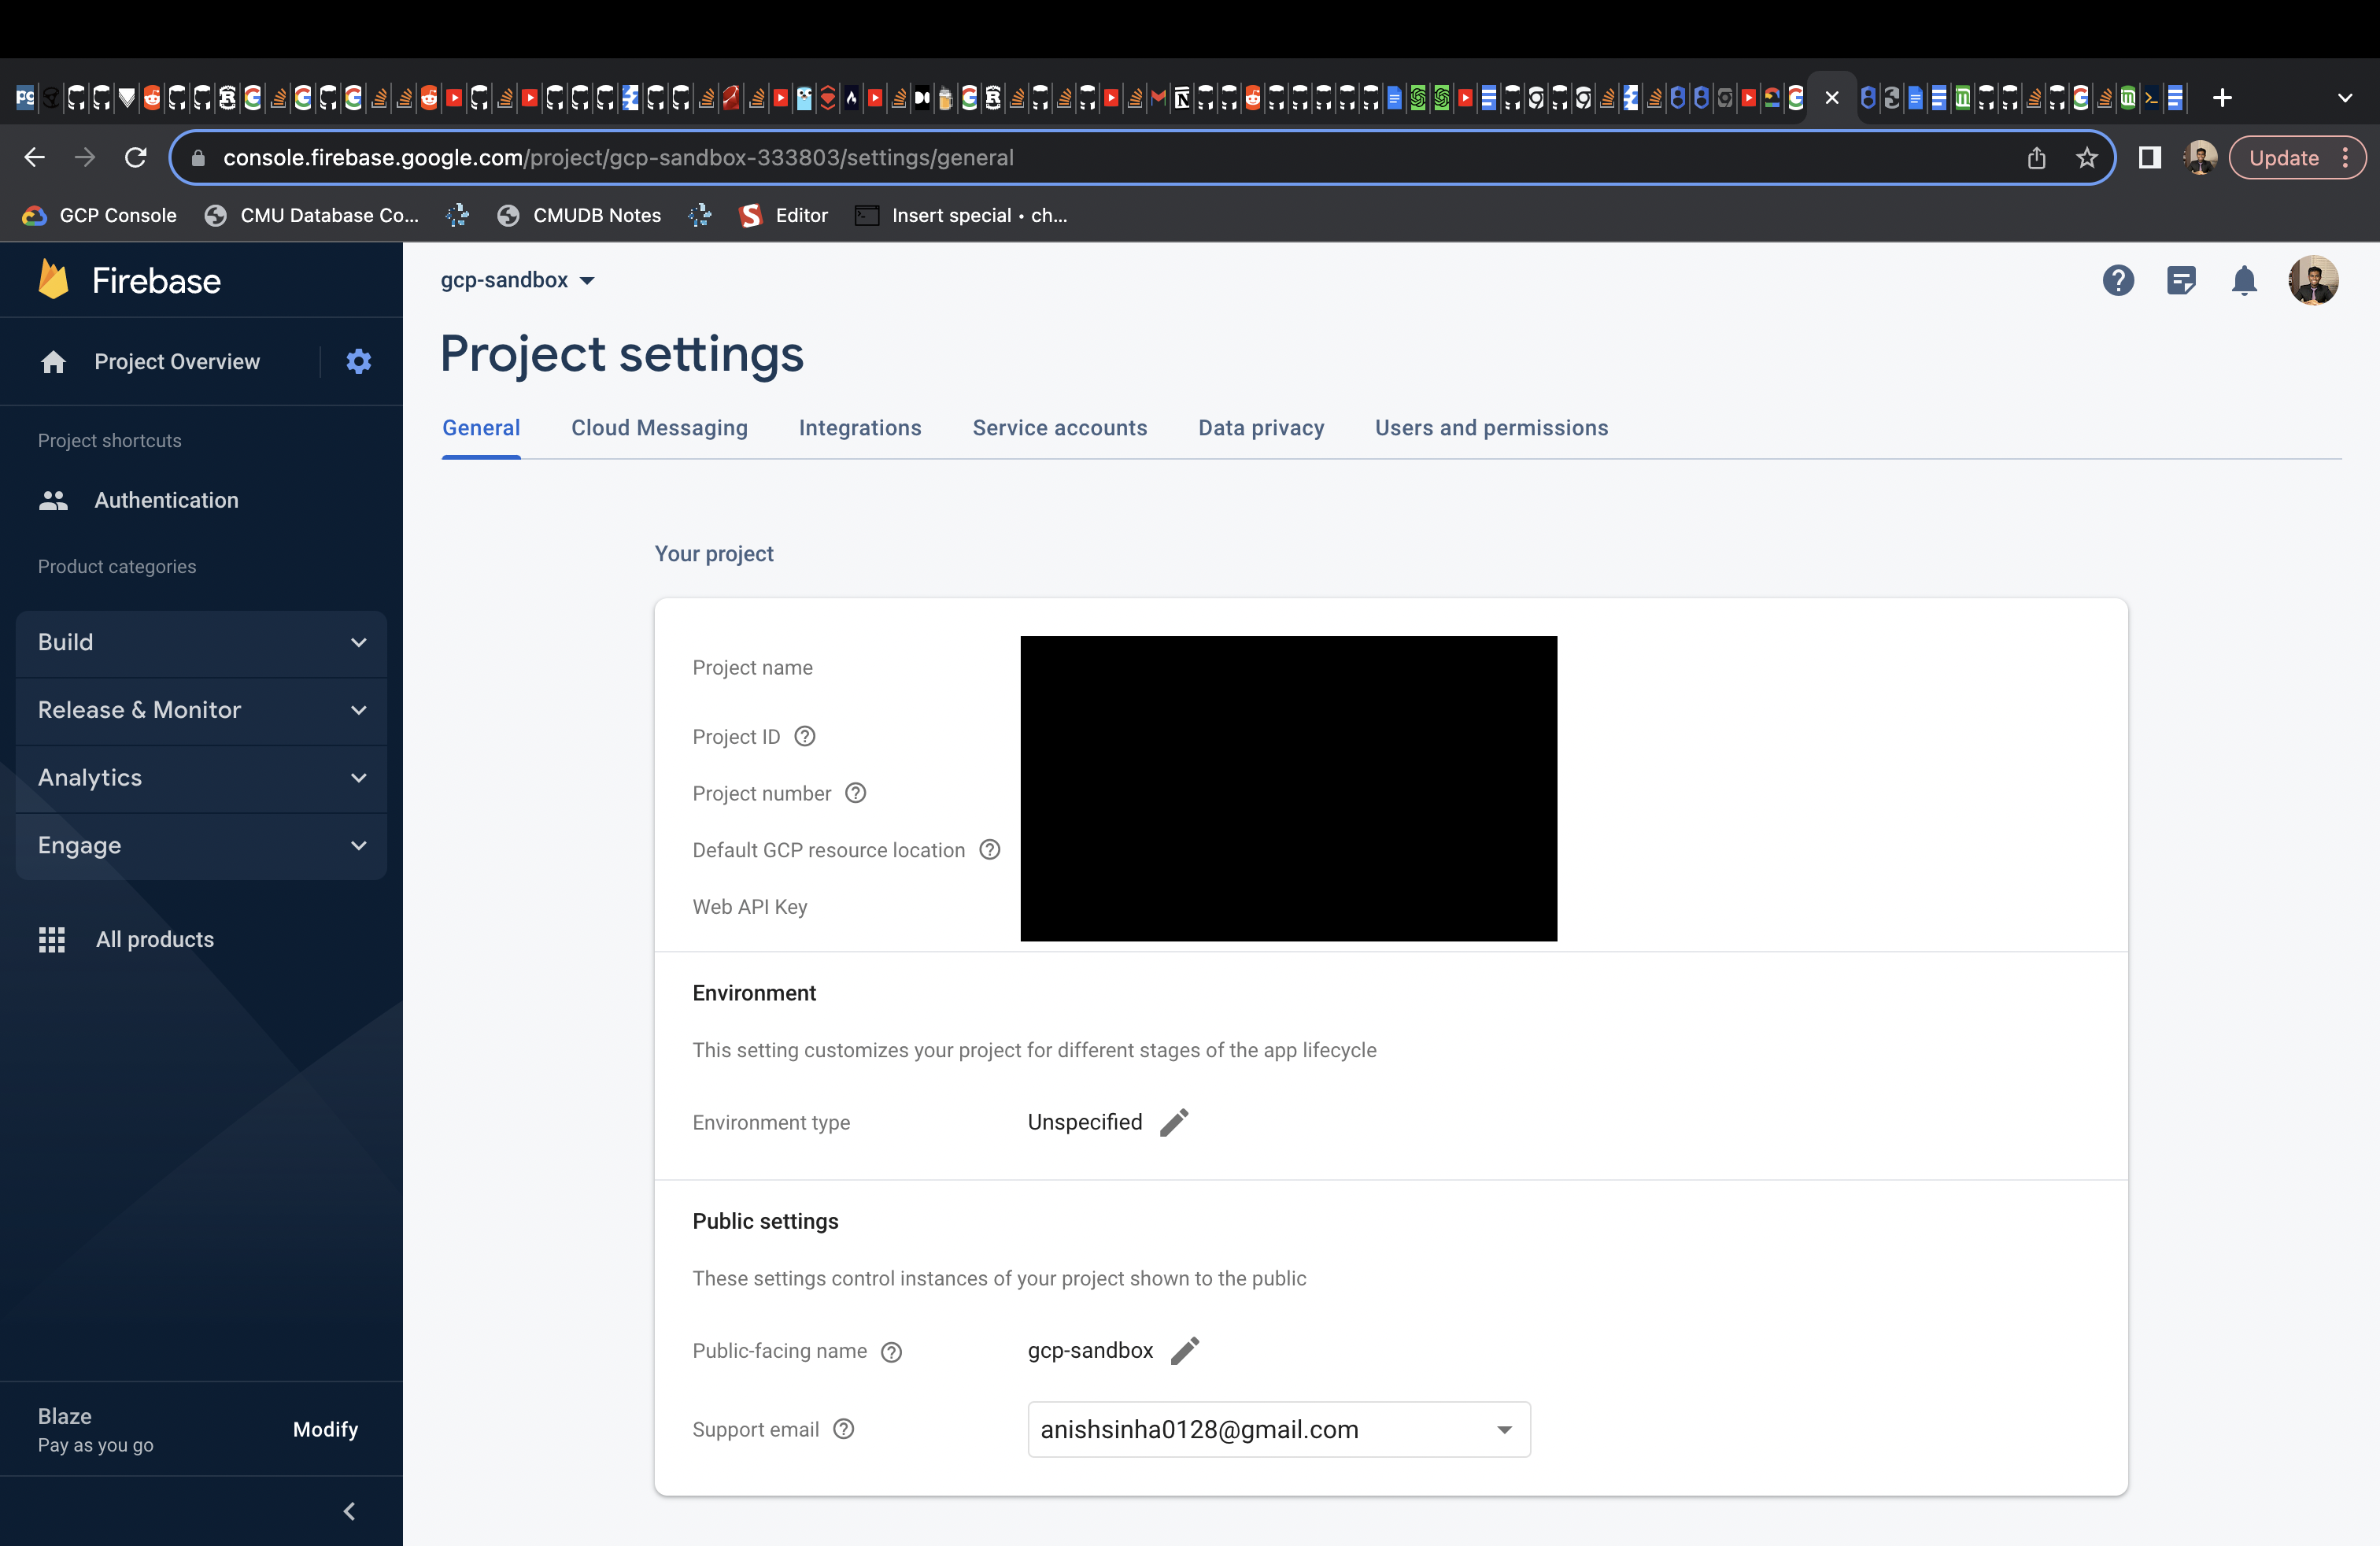 console.firebase.google.com/project/gcp-sandbox-333803/settings/general
Update
GCP Console
CMU Database Co...
CMUDB Notes
Editor
Insert special • ch...
Firebase
gcp-sandbox
Project Overview
Project settings
General
Cloud Messaging
Integrations
Service accounts
Data privacy
Users and permissions
Project shortcuts
Authentication
Product categories
Build
Release & Monitor
Analytics
Engage
All products
Your project
Project name
Project ID
Project number
Default GCP resource location
Web API Key
Environment
This setting customizes your project for different stages of the app lifecycle
Environment type
Unspecified
Public settings
These settings control instances of your project shown to the public
Public-facing name
gcp-sandbox
Support email
anishsinha0128@gmail.com
Blaze
Pay as you go
Modify